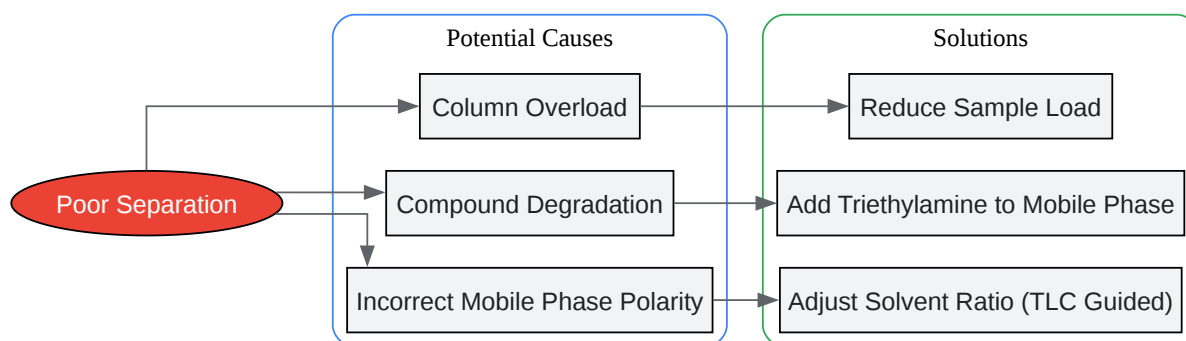 Potential Causes
Solutions
Column Overload
Reduce Sample Load
Poor Separation
Compound Degradation
Add Triethylamine to Mobile Phase
Incorrect Mobile Phase Polarity
Adjust Solvent Ratio (TLC Guided)